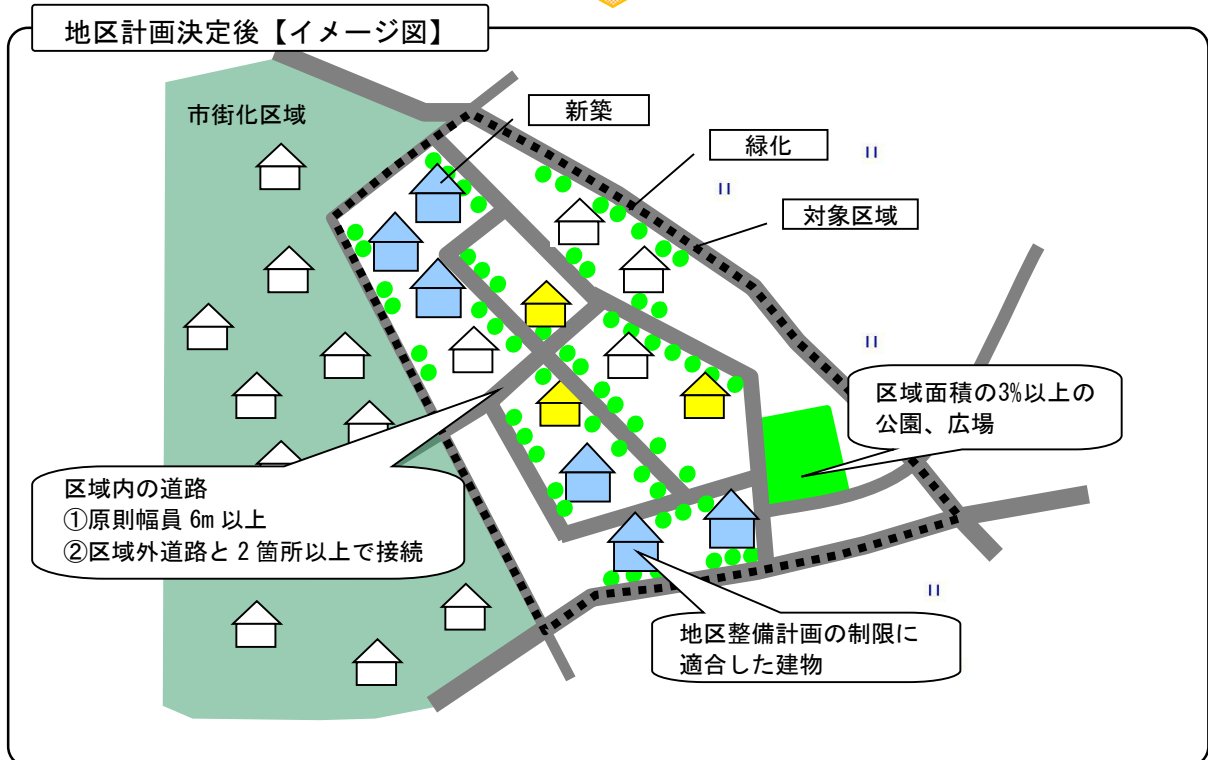 地区計画決定後【イメージ図】
市街化区域
新築
緑化
対象区域
区域面積の3%以上の
公園、広場
区域内の道路
①原則幅員 6m 以上
②区域外道路と 2 箇所以上で接続
地区整備計画の制限に
適合した建物